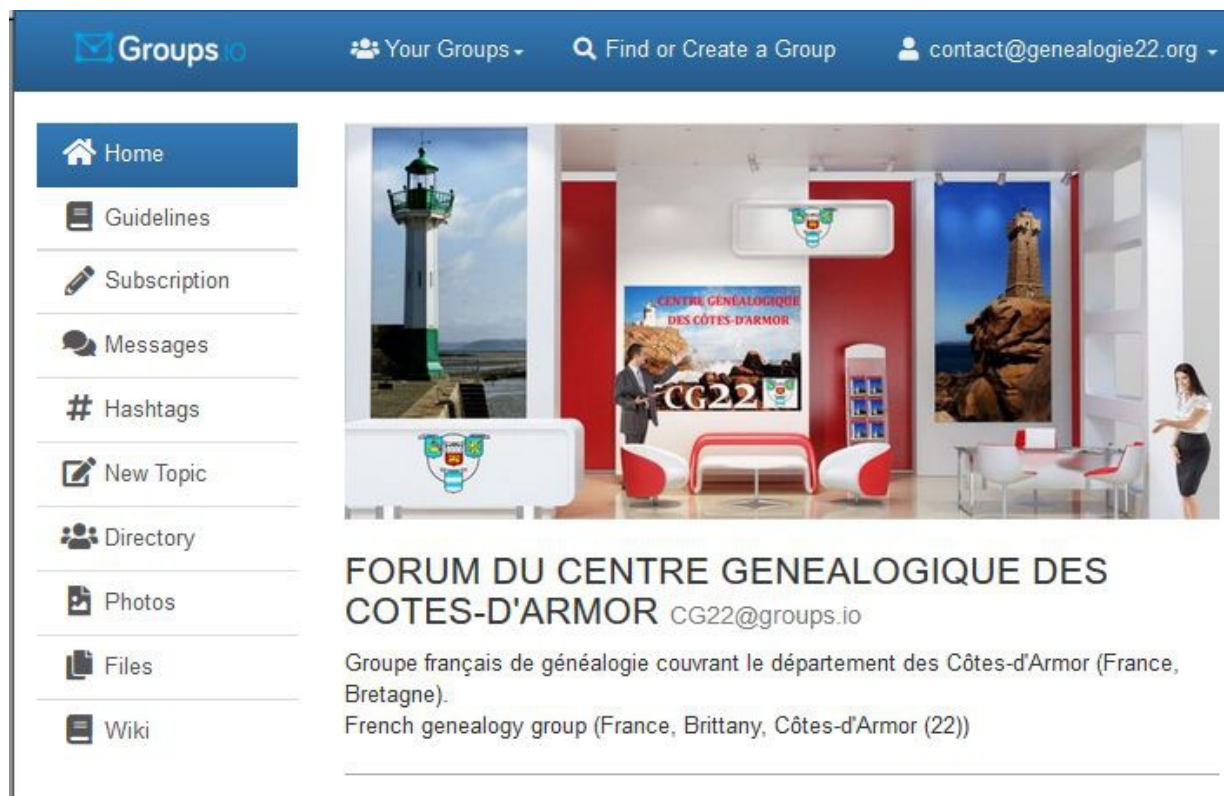 Groups.io
Your Groups
Find or Create a Group
contact@genealogie22.org
Home
Guidelines
Subscription
Messages
Hashtags
New Topic
Directory
Photos
Files
Wiki
CENTRE GÉNÉALOGIQUE
DES CÔTES-D'ARMOR
CG22
FORUM DU CENTRE GENEALOGIQUE DES
COTES-D'ARMOR CG22@groups.io
Groupe français de généalogie couvrant le département des Côtes-d'Armor (France,
Bretagne).
French genealogy group (France, Brittany, Côtes-d'Armor (22))